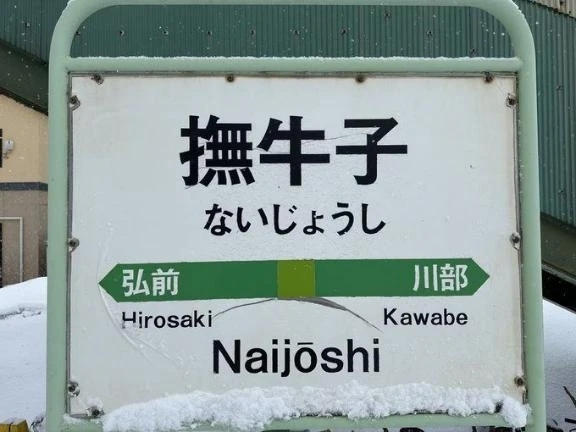 撫牛子
ないじょうし
弘前 川部
Hirosaki Kawabe
Naijōshi